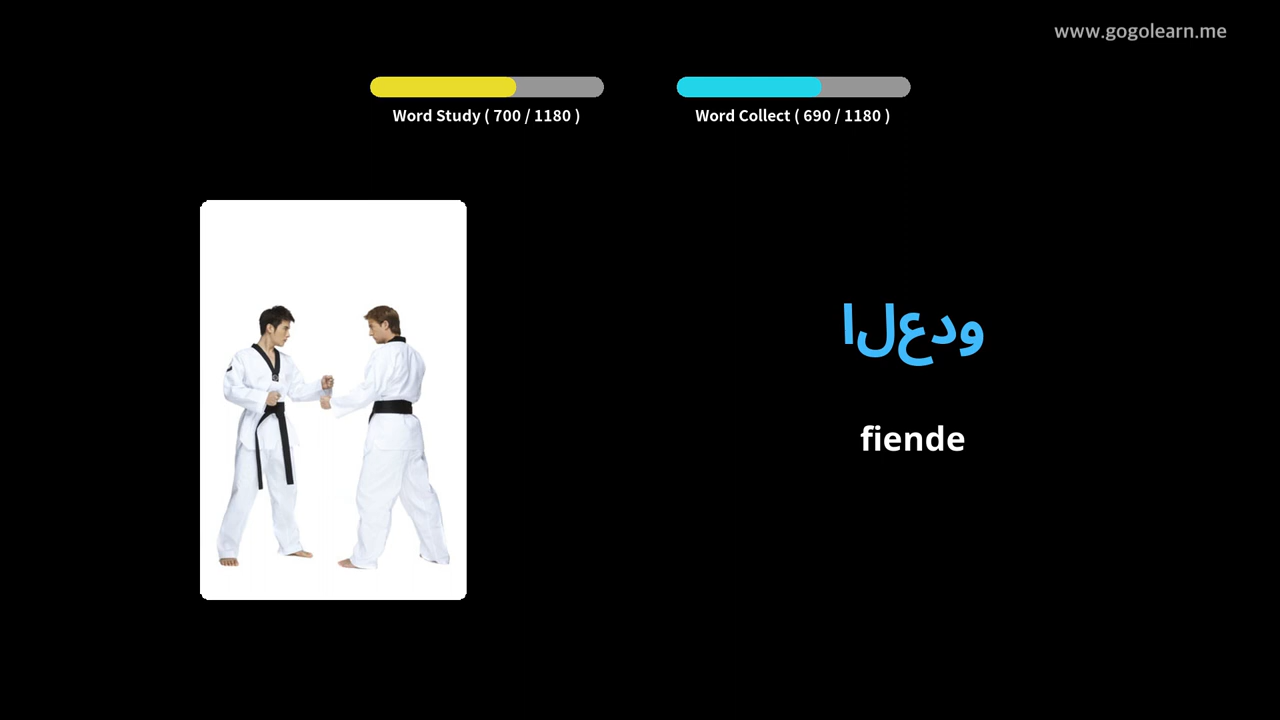 www.gogolearn.me
Word Study ( 700 / 1180 )
Word Collect ( 690 / 1180 )
العدو
fiende